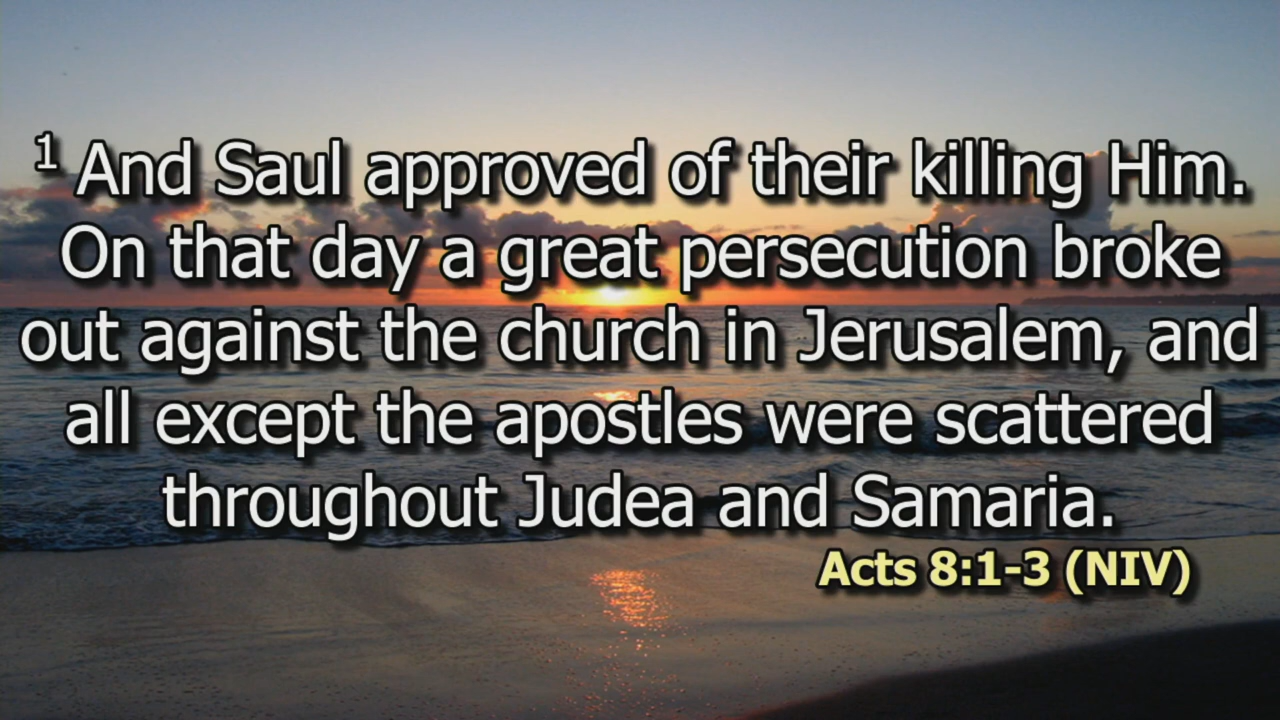 1 And Saul approved of their killing Him.
On that day a great persecution broke
out against the church in Jerusalem, and
all except the apostles were scattered
throughout Judea and Samaria.
Acts 8:1-3 (NIV)